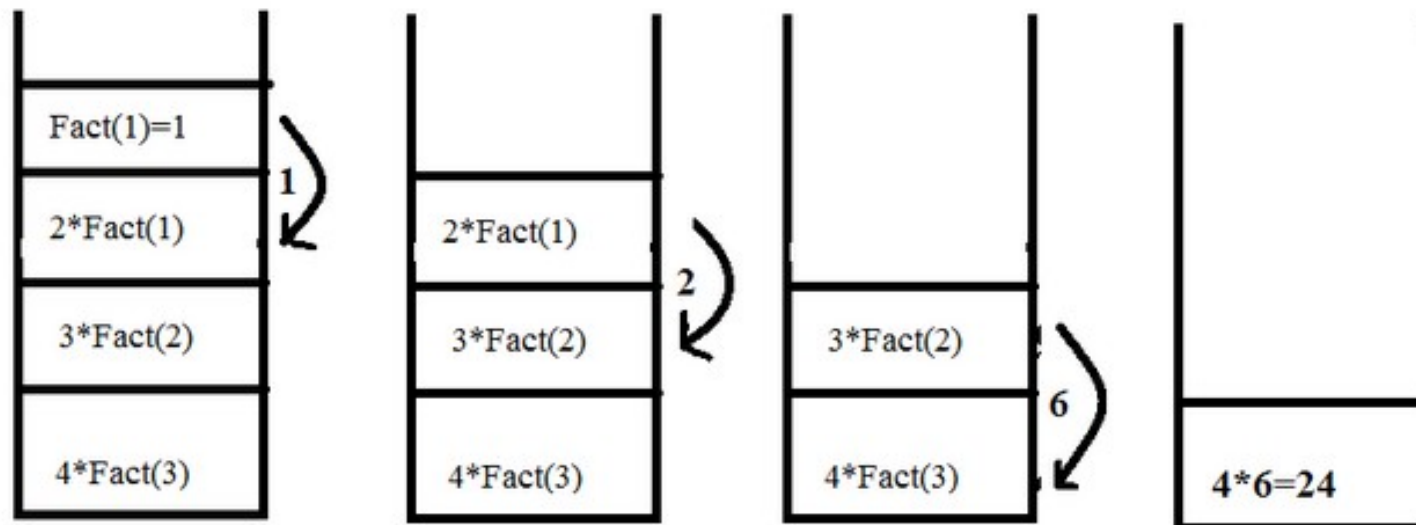 Fact(1)=1
1
2*Fact(1)
3*Fact(2)
4*Fact(3)
2*Fact(1)
2
3*Fact(2)
4*Fact(3)
3*Fact(2)
6
4*Fact(3)
4*6=24